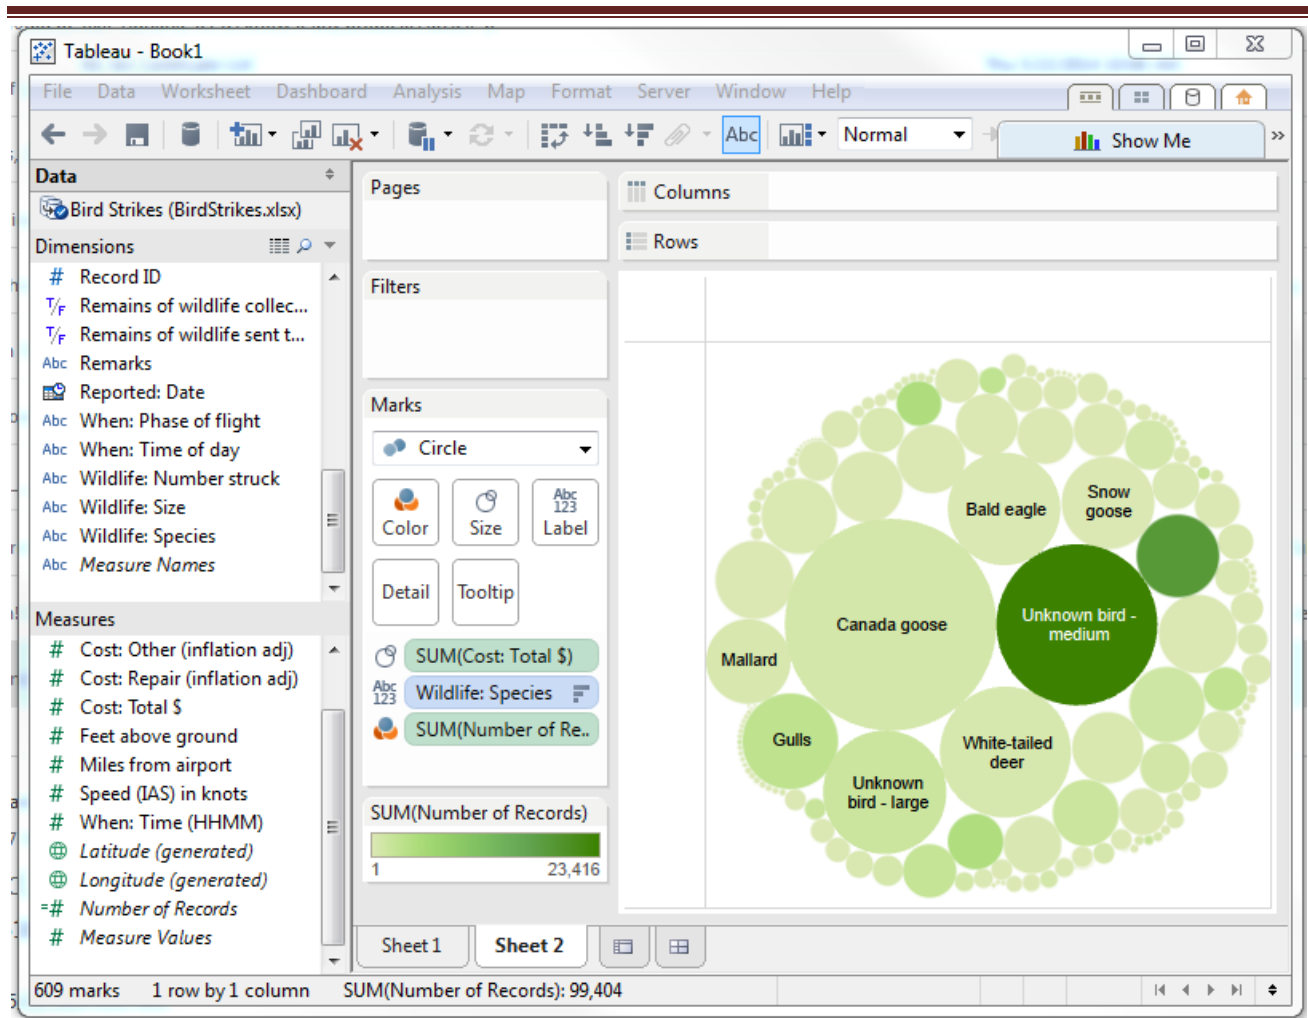 Tableau - Book1
File Data Worksheet Dashboard Analysis Map Format Server Window Help
Abc Normal Show Me »
Data
Bird Strikes (BirdStrikes.xlsx)
Dimensions
# Record ID
T/F Remains of wildlife collec...
T/F Remains of wildlife sent t...
Abc Remarks
Reported: Date
Abc When: Phase of flight
Abc When: Time of day
Abc Wildlife: Number struck
Abc Wildlife: Size
Abc Wildlife: Species
Abc Measure Names
Measures
# Cost: Other (inflation adj)
# Cost: Repair (inflation adj)
# Cost: Total $
# Feet above ground
# Miles from airport
# Speed (IAS) in knots
# When: Time (HHMM)
Latitude (generated)
Longitude (generated)
=# Number of Records
# Measure Values
Pages
Filters
Marks
Circle
Color
Size
Abc
123
Label
Detail
Tooltip
SUM(Cost: Total $)
Abc
123
Wildlife: Species
SUM(Number of Re..
SUM(Number of Records)
1 23,416
Columns
Rows
Bald eagle
Snow
goose
Canada goose
Unknown bird -
medium
Mallard
Gulls
White-tailed
deer
Unknown
bird - large
Sheet 1 Sheet 2
609 marks 1 row by 1 column SUM(Number of Records): 99,404